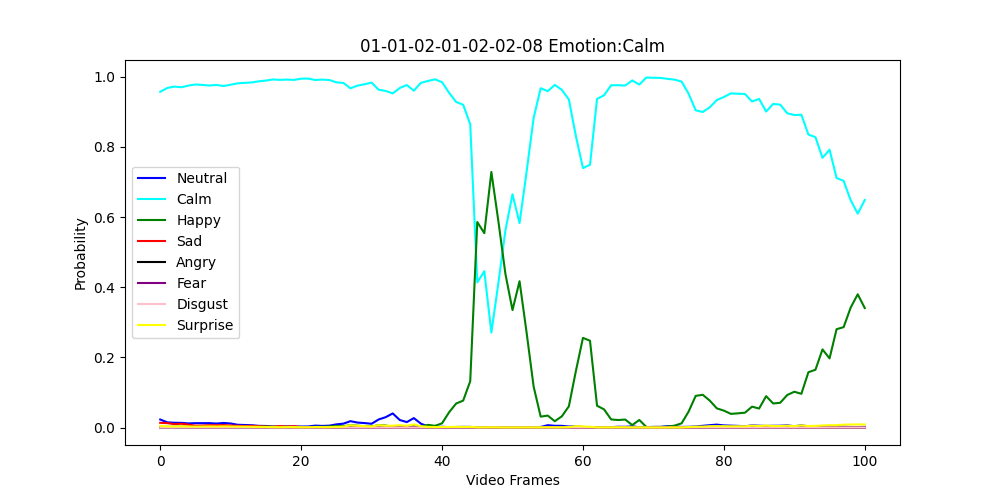 01-01-02-01-02-02-08 Emotion:Calm
Probability
1.0
0.8
0.6
0.4
0.2
0.0
Neutral
Calm
Happy
Sad
Angry
Fear
Disgust
Surprise
0 20 40 60 80 100
Video Frames